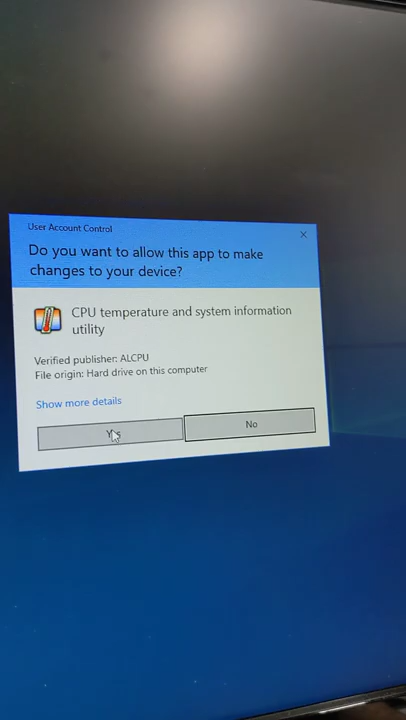 User Account Control
Do you want to allow this app to make
changes to your device?
CPU temperature and system information
utility
Verified publisher: ALCPU
File origin: Hard drive on this computer
Show more details
Yes
No